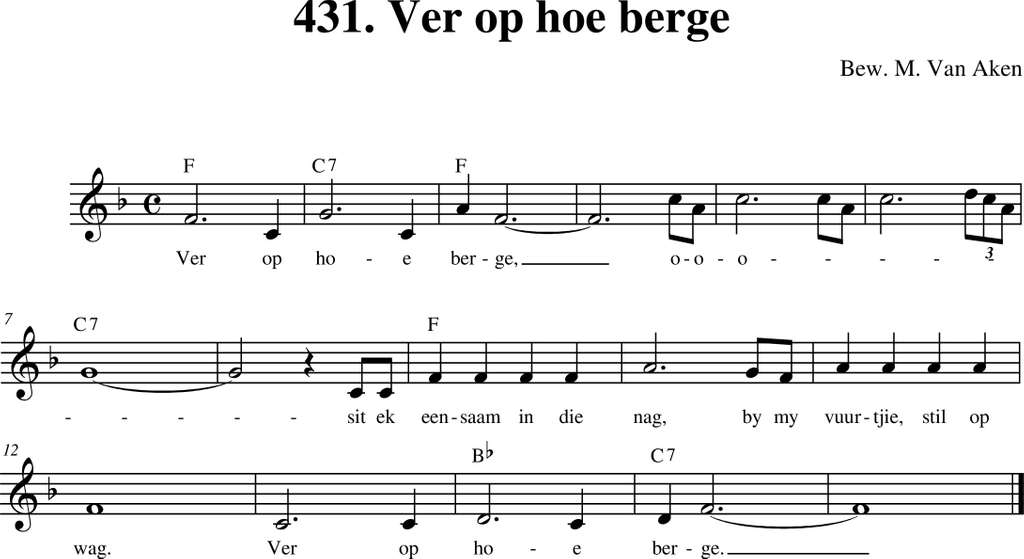 431. Ver op hoe berge
Bew. M. Van Aken
F C7 F
Ver op ho - e ber - ge, o - o - o - - - - -
3
7
C7 F
- - - - - sit ek een - saam in die nag, by my vuur - tjie, stil op
12
B♭ C7
wag. Ver op ho - e ber - ge.